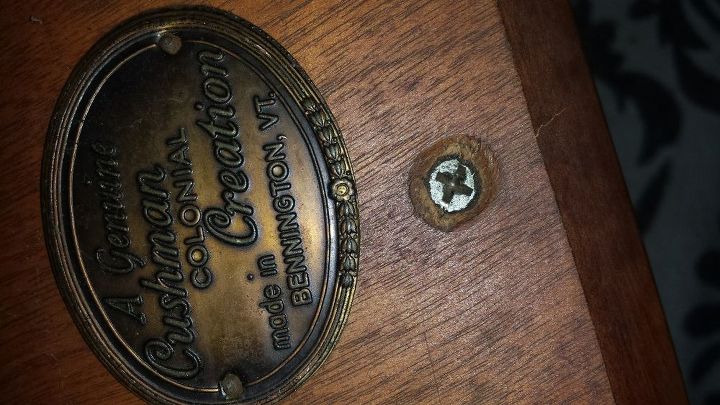 A Genuine
Cushman
COLONIAL
Creation
made in
BENNINGTON, VT.